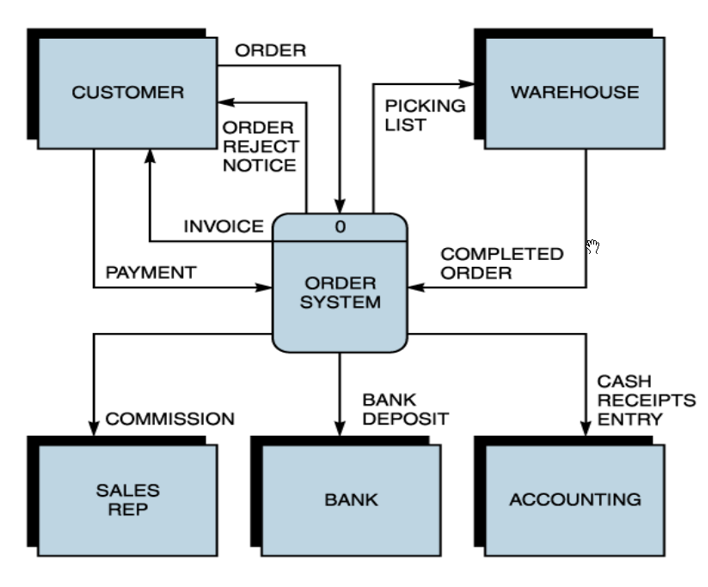 ORDER
CUSTOMER
WAREHOUSE
PICKING
LIST
ORDER
REJECT
NOTICE
INVOICE
0
PAYMENT
ORDER
SYSTEM
COMPLETED
ORDER
COMMISSION
BANK
DEPOSIT
CASH
RECEIPTS
ENTRY
SALES
REP
BANK
ACCOUNTING